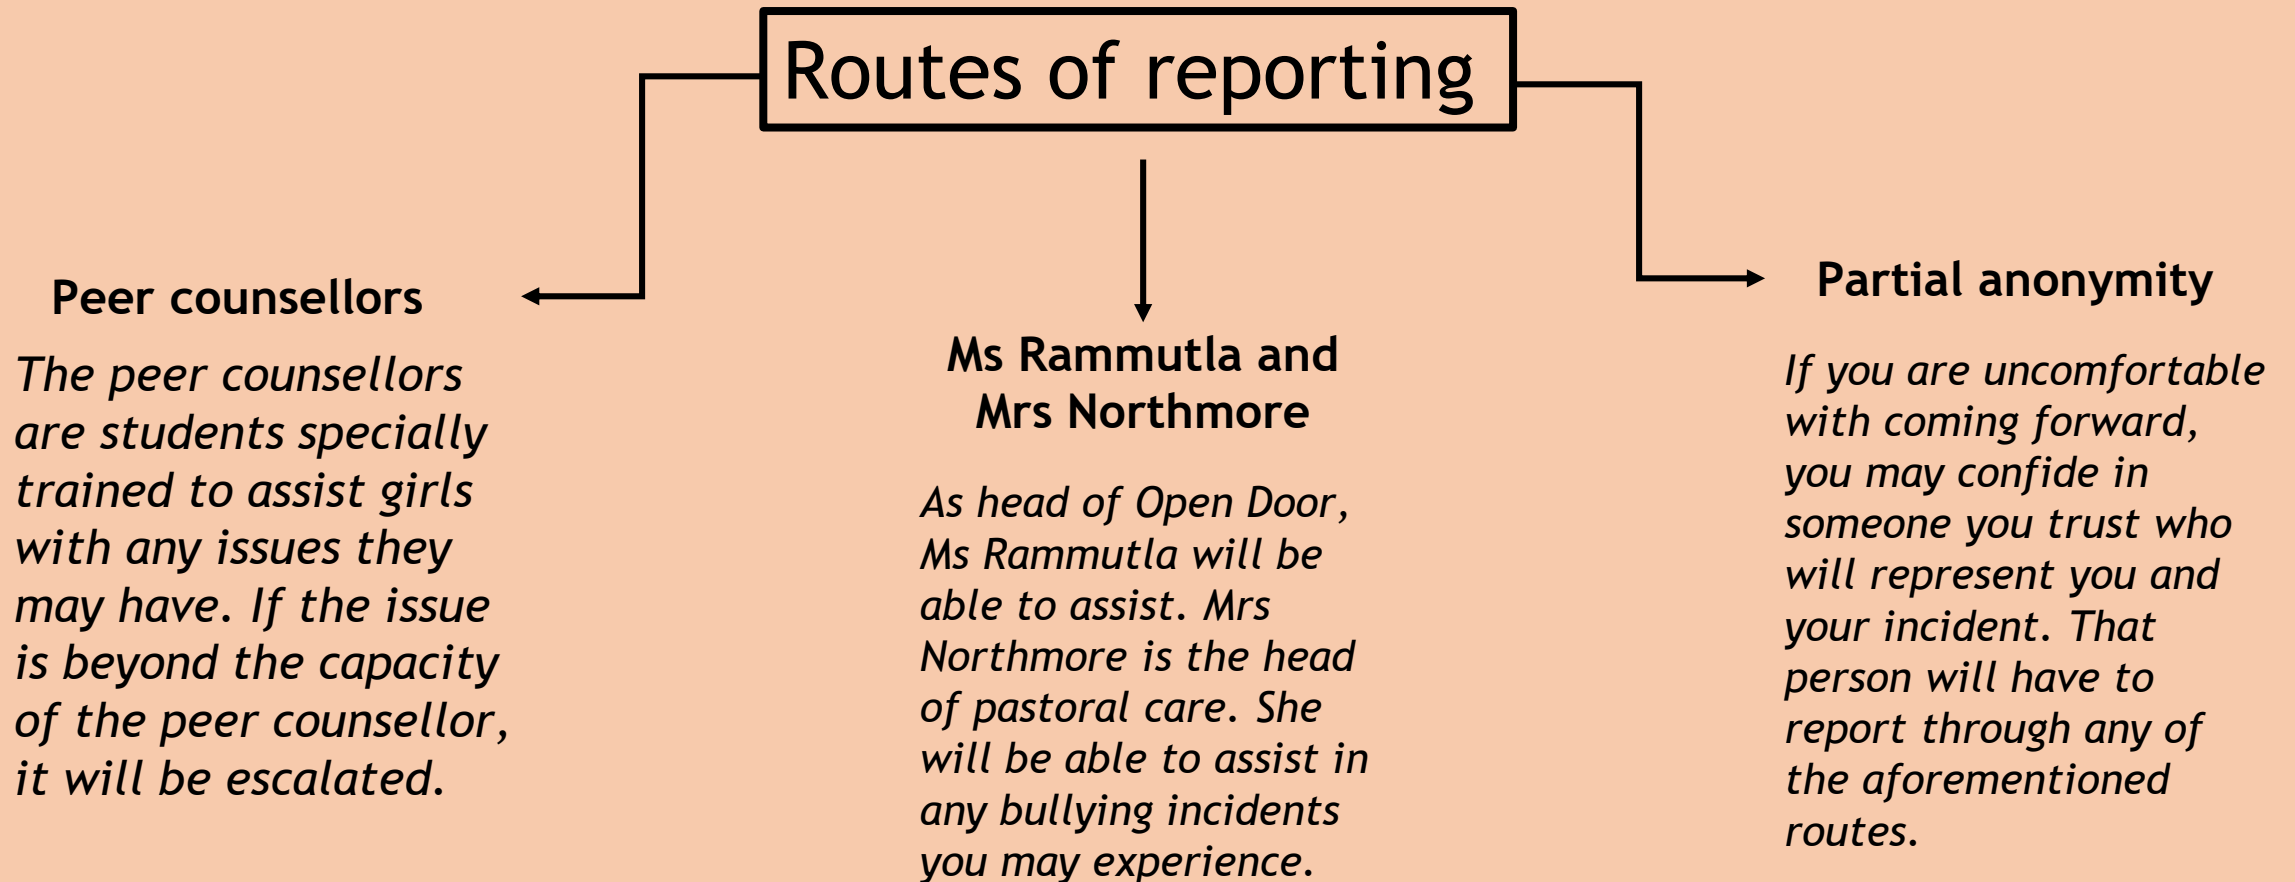 Routes of reporting
Peer counsellors
The peer counsellors
are students specially
trained to assist girls
with any issues they
may have. If the issue
is beyond the capacity
of the peer counsellor,
it will be escalated.
Ms Rammutla and
Mrs Northmore
As head of Open Door,
Ms Rammutla will be
able to assist. Mrs
Northmore is the head
of pastoral care. She
will be able to assist in
any bullying incidents
you may experience.
Partial anonymity
If you are uncomfortable
with coming forward,
you may confide in
someone you trust who
will represent you and
your incident. That
person will have to
report through any of
the aforementioned
routes.